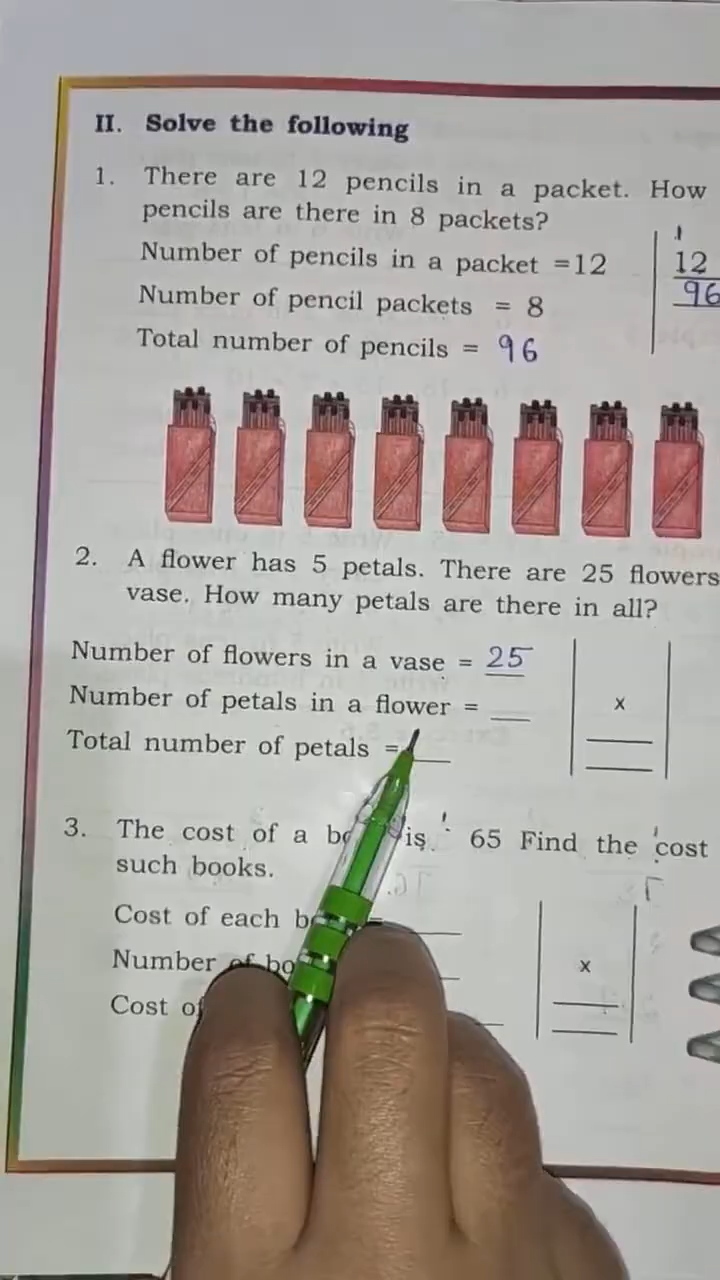 II. Solve the following
1. There are 12 pencils in a packet. How
pencils are there in 8 packets?
Number of pencils in a packet =12
Number of pencil packets = 8
Total number of pencils = 96
1
12
96
2. A flower has 5 petals. There are 25 flowers
vase. How many petals are there in all?
Number of flowers in a vase = 25
Number of petals in a flower = __
Total number of petals = __
x
3. The cost of a is 65 Find the cost
such books.
Cost of each
Number of
Cost
x